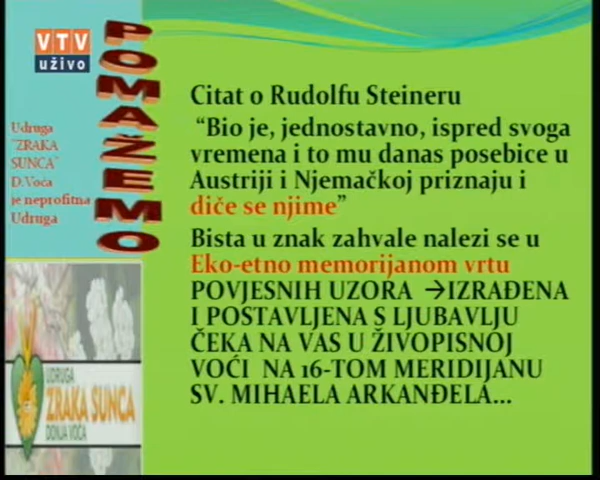 VTV
uživo
POMAŽEMO
Udruga
"ZRAKA
SUNCA"
D.Voća
je neprofitna
Udruga
UDRUGA
ZRAKA SUNCA
DONJA VOĆA
Citat o Rudolfu Steineru
“Bio je, jednostavno, ispred svoga
vremena i to mu danas posebice u
Austriji i Njemačkoj priznaju i
diče se njime”
Bista u znak zahvale nalezi se u
Eko-etno memorijanom vrtu
POVJESNIH UZORA →IZRAĐENA
I POSTAVLJENA S LJUBAVLJU
ČEKA NA VAS U ŽIVOPISNOJ
VOĆI NA 16-TOM MERIDIJANU
SV. MIHAELA ARKANĐELA...